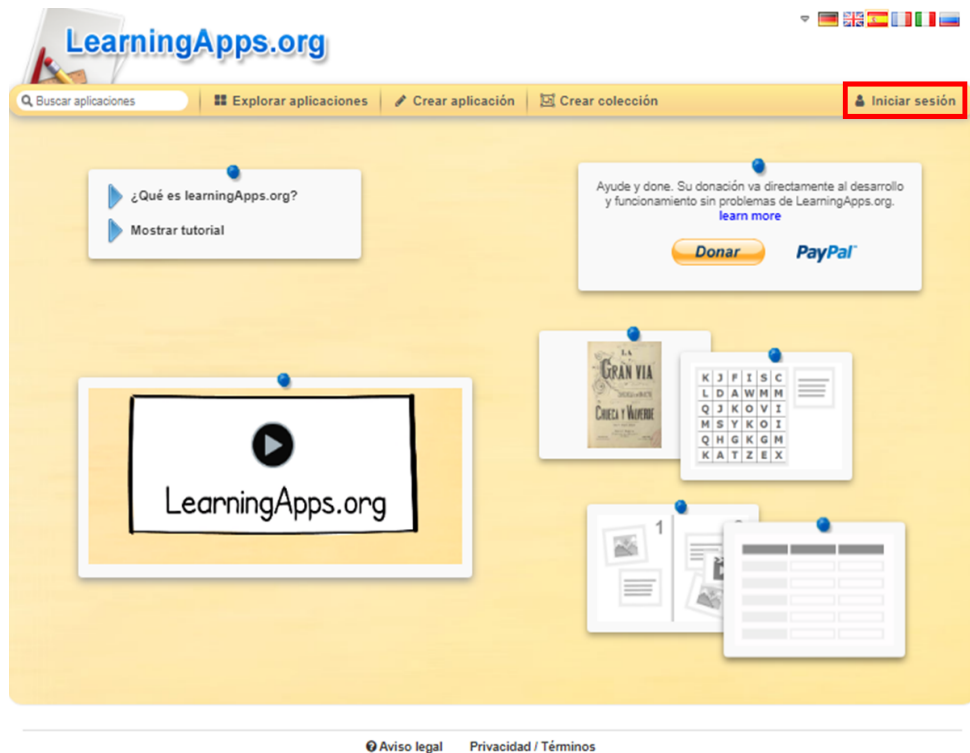 LearningApps.org
Buscar aplicaciones
Explorar aplicaciones
Crear aplicación
Crear colección
Iniciar sesión
¿Qué es learningApps.org?
Mostrar tutorial
Ayude y done. Su donación va directamente al desarrollo
y funcionamiento sin problemas de LearningApps.org.
learn more
Donar
PayPal
LearningApps.org
LA
GRAN VIA
CHUECA Y VALVERDE
K J F I S C
L D A W M M
Q J K O V I
M S Y K O I
Q H G K G M
K A T Z E X
1
Aviso legal
Privacidad / Términos